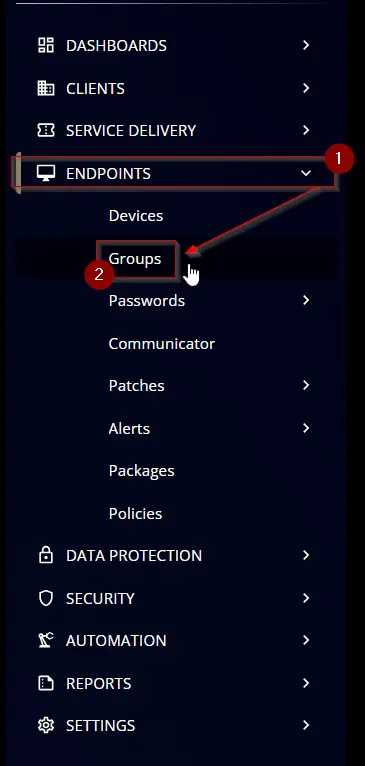 DASHBOARDS
CLIENTS
SERVICE DELIVERY
1
ENDPOINTS
Devices
Groups
2
Passwords
Communicator
Patches
Alerts
Packages
Policies
DATA PROTECTION
SECURITY
AUTOMATION
REPORTS
SETTINGS